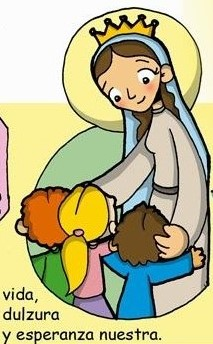 vida,
dulzura
y esperanza nuestra.